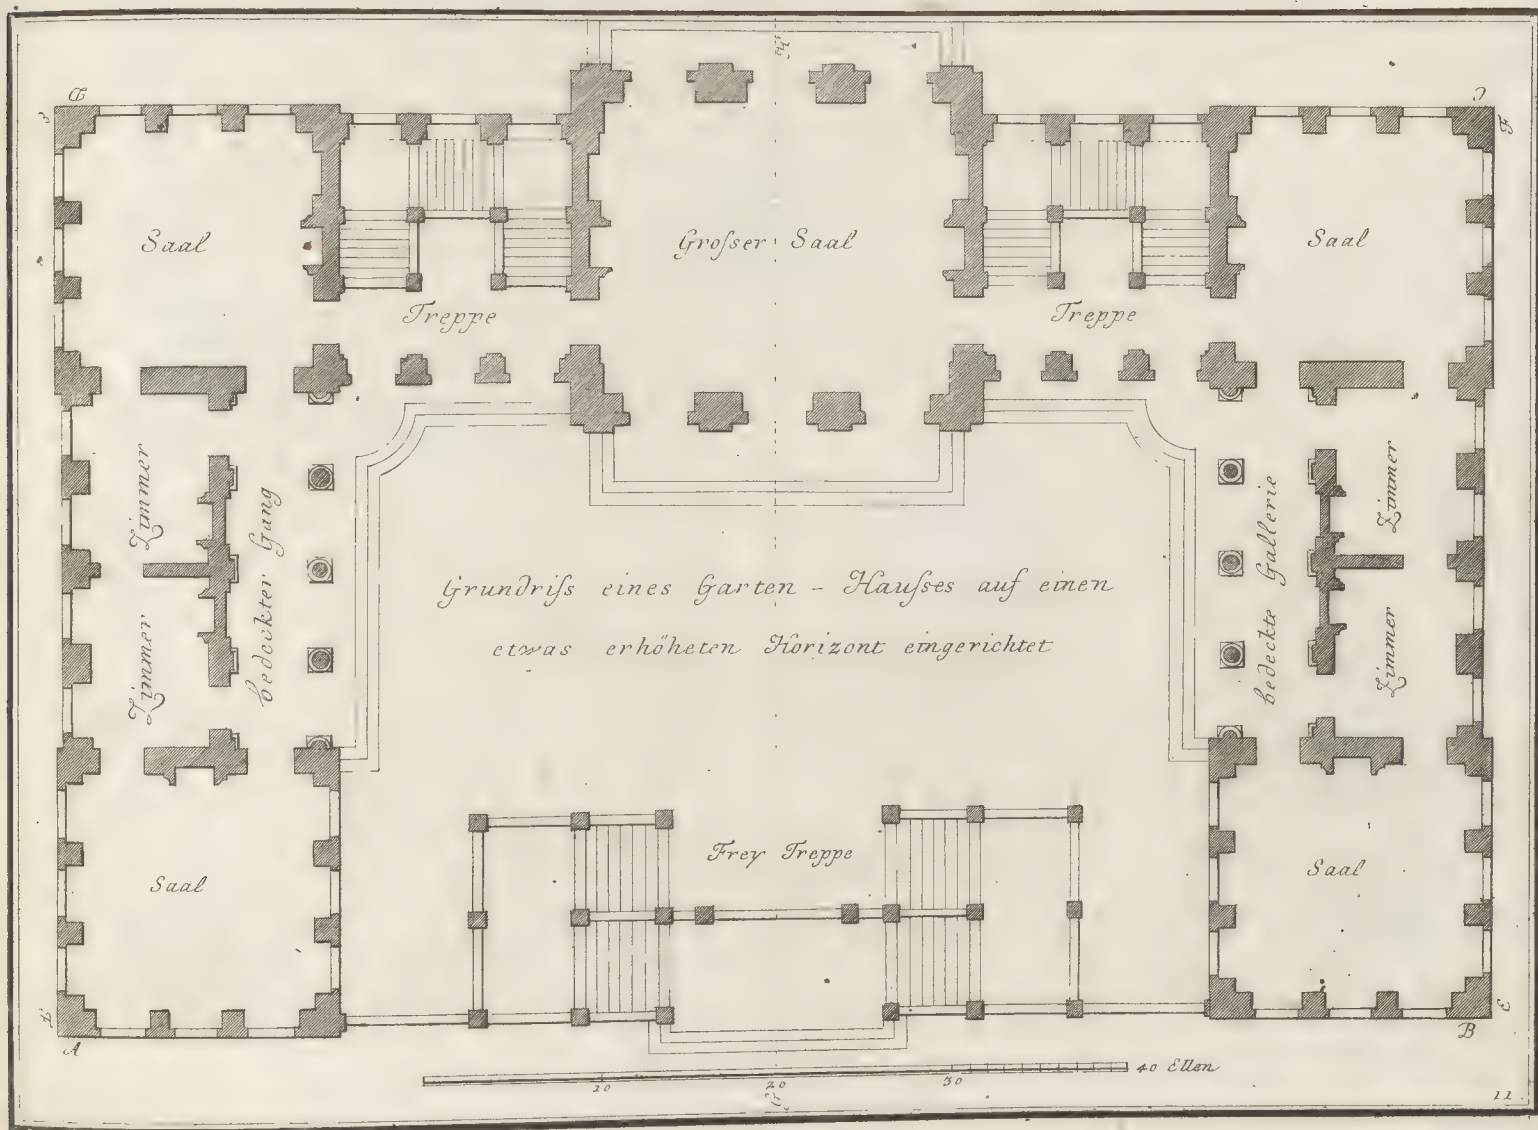 D
C
F
Saal
Grosser Saal
Saal
Treppe
Treppe
Zimmer
Zimmer
bedeckter Gang
bedeckte Gallerie
Zimmer
Zimmer
Grundriss eines Garten - Hausses auf einen
etwas erhöheten Horizont eingerichtet
Frey Treppe
Saal
Saal
A
B
E
10 20 30 40 Ellen
11.